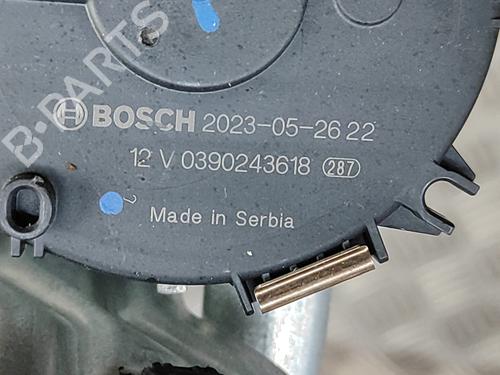 B-PARTS
BOSCH 2023-05-26 22
12 V 0390243618 287
Made in Serbia